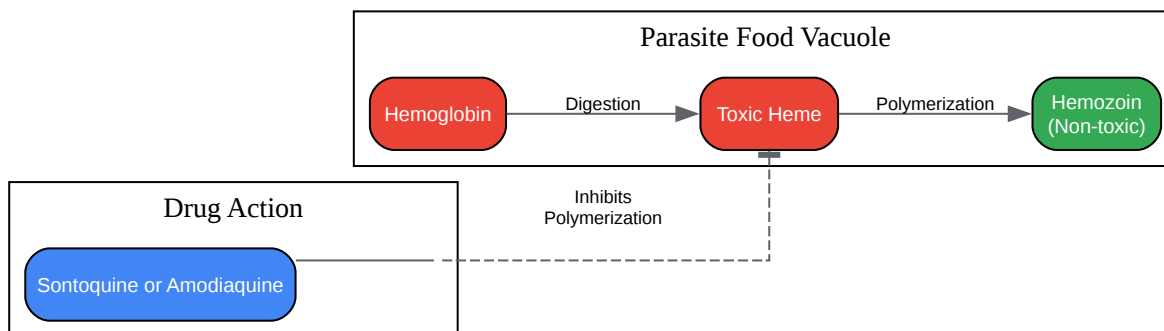 Parasite Food Vacuole
Hemoglobin
Digestion
Toxic Heme
Polymerization
Hemozoin
(Non-toxic)
Inhibits
Polymerization
Drug Action
Sontoquine or Amodiaquine